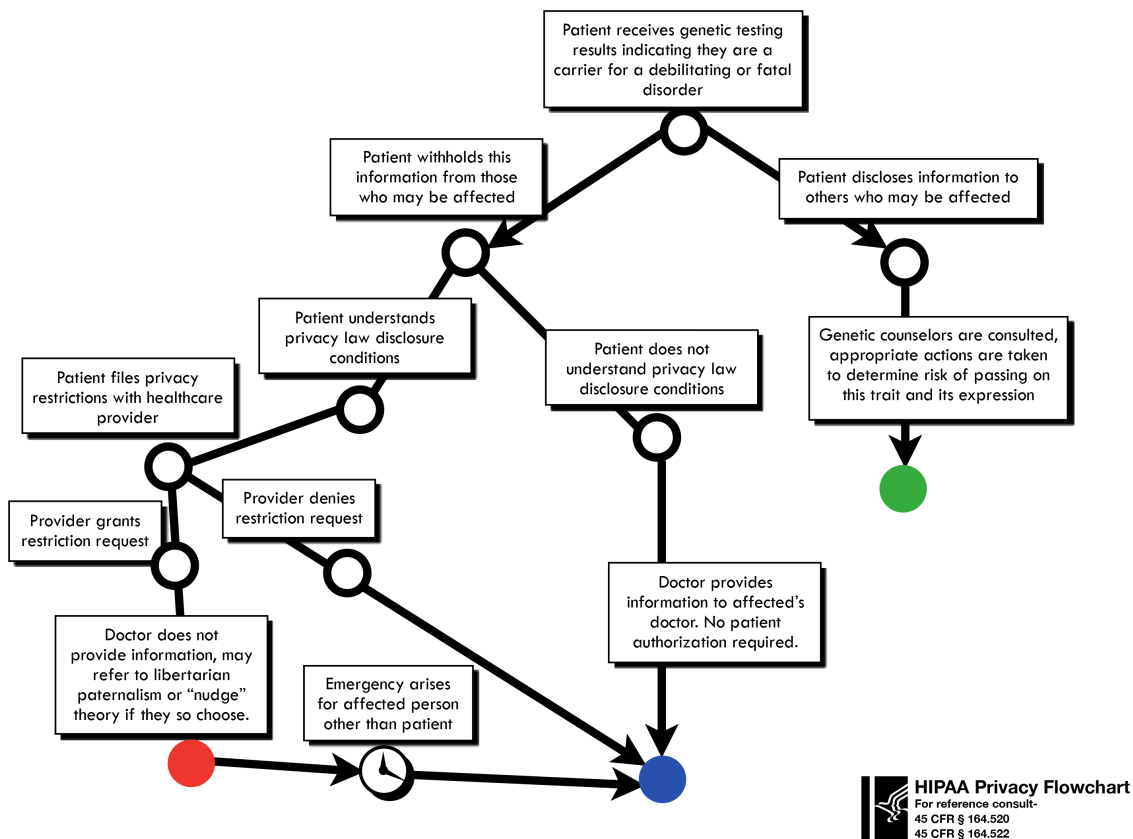 Patient receives genetic testing
results indicating they are a
carrier for a debilitating or fatal
disorder
Patient withholds this
information from those
who may be affected
Patient discloses information to
others who may be affected
Patient understands
privacy law disclosure
conditions
Patient does not
understand privacy law
disclosure conditions
Genetic counselors are consulted,
appropriate actions are taken
to determine risk of passing on
this trait and its expression
Patient files privacy
restrictions with healthcare
provider
Provider grants
restriction request
Provider denies
restriction request
Doctor provides
information to affected’s
doctor. No patient
authorization required.
Doctor does not
provide information, may
refer to libertarian
paternalism or “nudge”
theory if they so choose.
Emergency arises
for affected person
other than patient
HIPAA Privacy Flowchart
For reference consult-
45 CFR § 164.520
45 CFR § 164.522